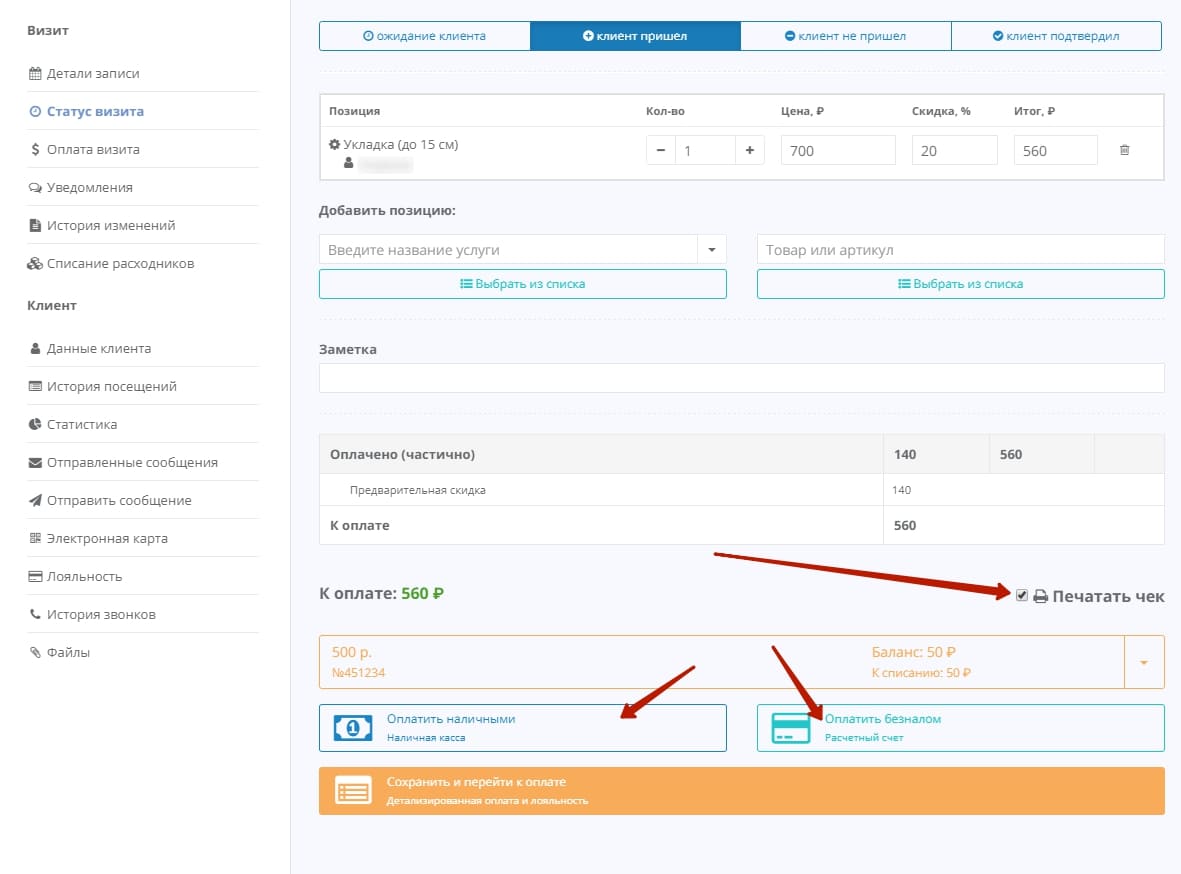 Визит
Детали записи
Статус визита
Оплата визита
Уведомления
История изменений
Списание расходников
Клиент
Данные клиента
История посещений
Статистика
Отправленные сообщения
Отправить сообщение
Электронная карта
Лояльность
История звонков
Файлы
ожидание клиента клиент пришел клиент не пришел клиент подтвердил
Позиция Кол-во Цена, ₽ Скидка, % Итог, ₽
Укладка (до 15 см) − 1 + 700 20 560
Добавить позицию:
Введите название услуги Товар или артикул
Выбрать из списка Выбрать из списка
Заметка
Оплачено (частично) 140 560
Предварительная скидка 140
К оплате 560
К оплате: 560 ₽ Печатать чек
500 р. Баланс: 50 ₽
№451234 К списанию: 50 ₽
Оплатить наличными Оплатить безналом
Наличная касса Расчетный счет
Сохранить и перейти к оплате
Детализированная оплата и лояльность